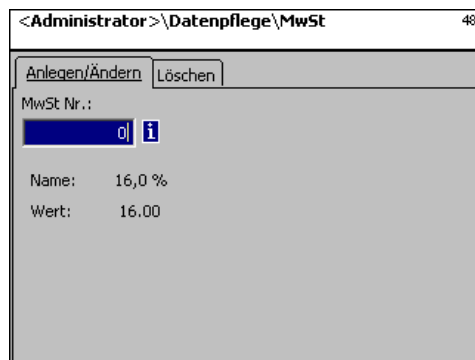 <Administrator>\Datenpflege\MwSt 48
Anlegen/Ändern Löschen
MwSt Nr.:
0 i
Name: 16,0 %
Wert: 16.00